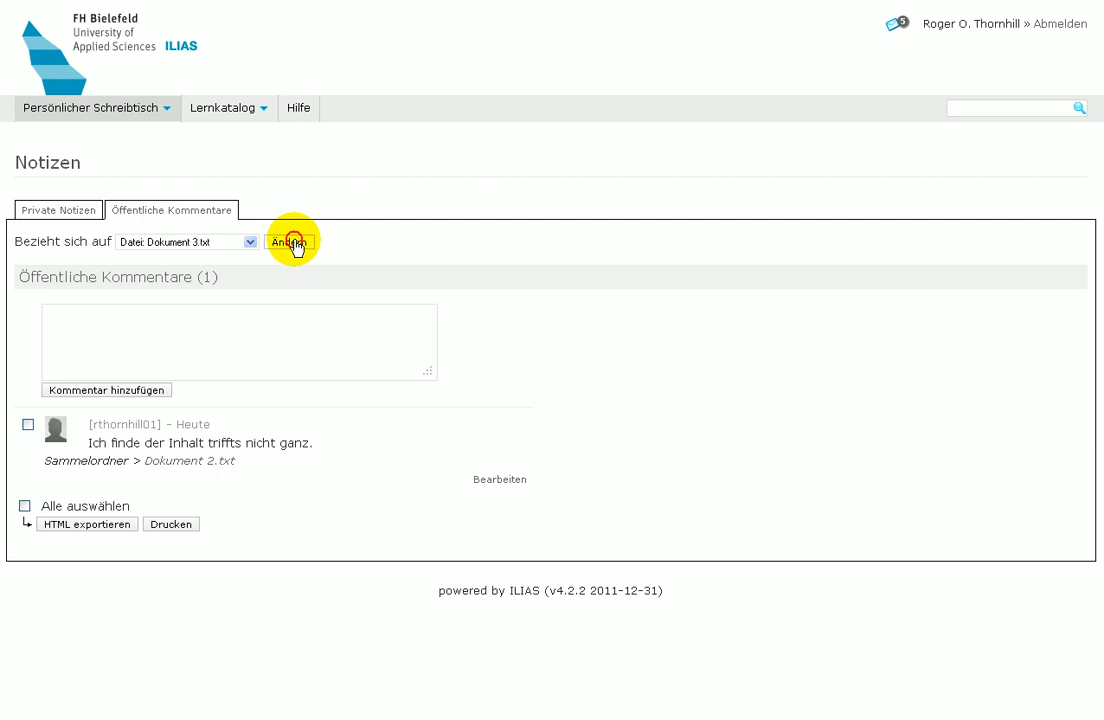 FH Bielefeld
University of
Applied Sciences ILIAS
5
Roger O. Thornhill » Abmelden
Persönlicher Schreibtisch
Lernkatalog
Hilfe
Notizen
Private Notizen
Öffentliche Kommentare
Bezieht sich auf
Datei: Dokument 3.txt
Ändern
Öffentliche Kommentare (1)
Kommentar hinzufügen
[rthornhill01] - Heute
Ich finde der Inhalt triffts nicht ganz.
Sammelordner > Dokument 2.txt
Bearbeiten
Alle auswählen
HTML exportieren
Drucken
powered by ILIAS (v4.2.2 2011-12-31)